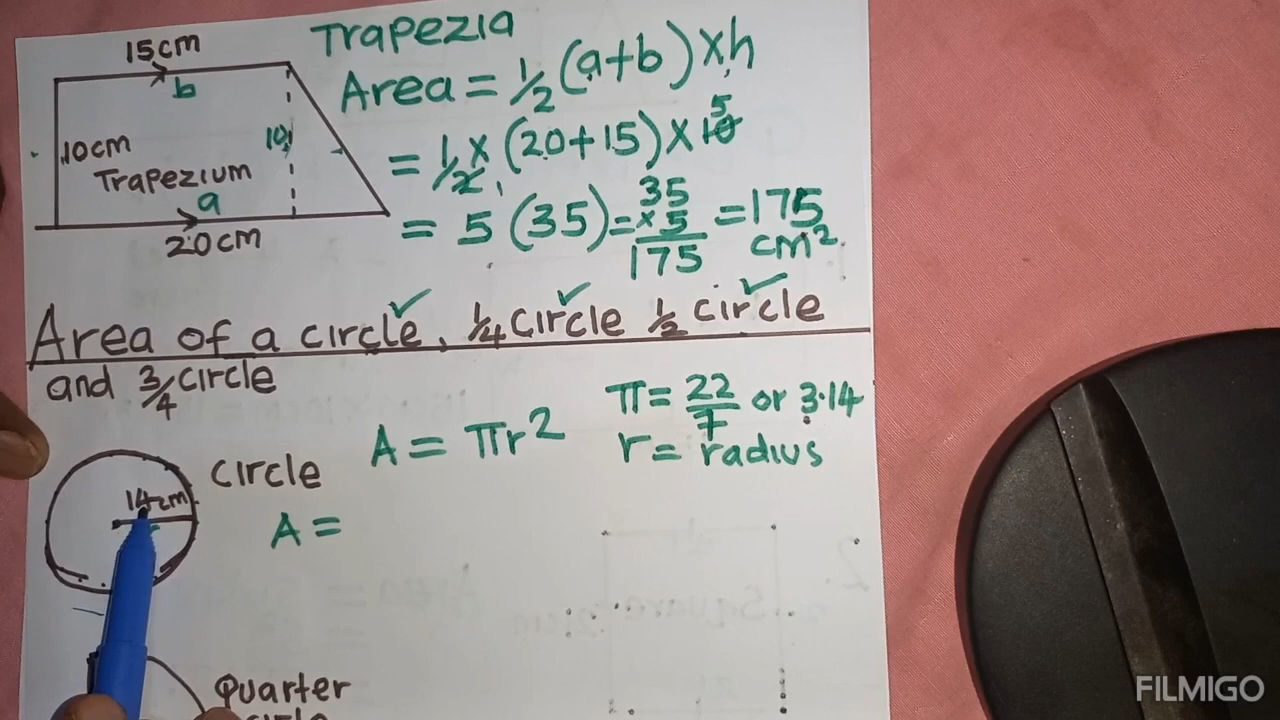 15cm
b
10cm
10
Trapezium
a
20cm
Trapezia
Area = 1/2 (a+b) × h
= 1/2 × (20+15) × 10 5
1
= 5 (35) = 35 × 5 175 = 175 cm²
Area of a circle, 1/4 circle 1/2 circle
and 3/4 circle
A = πr²
π = 22/7 or 3.14
r = radius
14cm
circle
A =
Quarter
FILMIGO